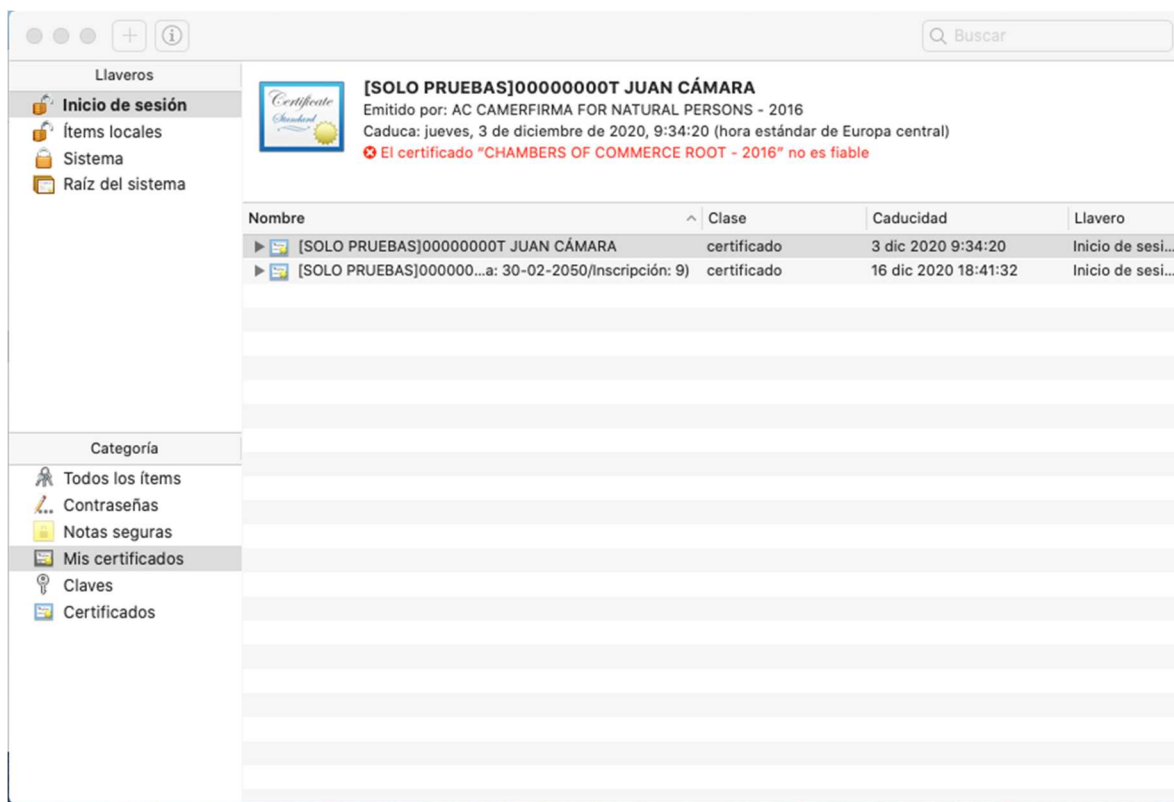 Buscar
Llaveros
Inicio de sesión
Ítems locales
Sistema
Raíz del sistema
Certificate
Standard
[SOLO PRUEBAS]00000000T JUAN CÁMARA
Emitido por: AC CAMERFIRMA FOR NATURAL PERSONS - 2016
Caduca: jueves, 3 de diciembre de 2020, 9:34:20 (hora estándar de Europa central)
El certificado “CHAMBERS OF COMMERCE ROOT - 2016” no es fiable
Nombre Clase Caducidad Llavero
[SOLO PRUEBAS]00000000T JUAN CÁMARA certificado 3 dic 2020 9:34:20 Inicio de sesi...
[SOLO PRUEBAS]000000...a: 30-02-2050/Inscripción: 9) certificado 16 dic 2020 18:41:32 Inicio de sesi...
Categoría
Todos los ítems
Contraseñas
Notas seguras
Mis certificados
Claves
Certificados